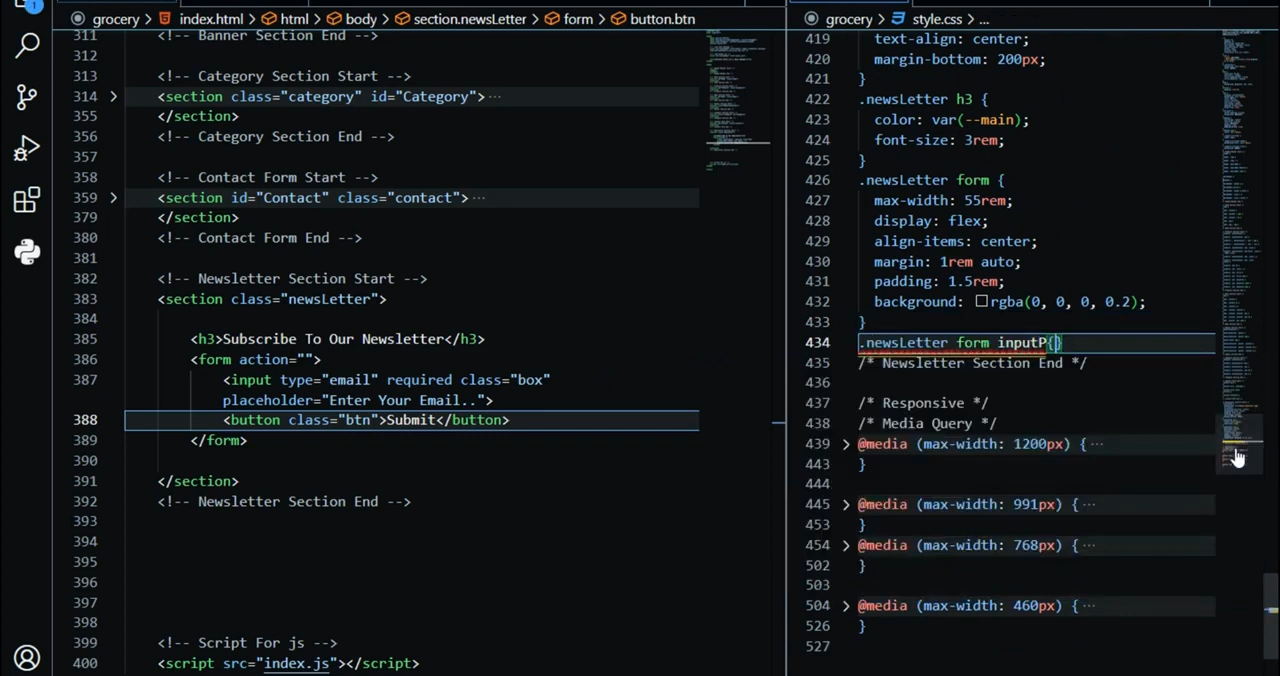 1
grocery > index.html > html > body > section.newsLetter > form > button.btn
311 <!-- Banner Section End -->
312
313 <!-- Category Section Start -->
314 > <section class="category" id="Category"> ...
355 </section>
356 <!-- Category Section End -->
357
358 <!-- Contact Form Start -->
359 > <section id="Contact" class="contact"> ...
379 </section>
380 <!-- Contact Form End -->
381
382 <!-- Newsletter Section Start -->
383 <section class="newsLetter">
384
385 <h3>Subscribe To Our Newsletter</h3>
386 <form action="">
387 <input type="email" required class="box"
placeholder="Enter Your Email..">
388 <button class="btn">Submit</button>
389 </form>
390
391 </section>
392 <!-- Newsletter Section End -->
393
394
395
396
397
398
399 <!-- Script For js -->
400 <script src="index.js"></script>
grocery > style.css > ...
419 text-align: center;
420 margin-bottom: 200px;
421 }
422 .newsLetter h3 {
423 color: var(--main);
424 font-size: 3rem;
425 }
426 .newsLetter form {
427 max-width: 55rem;
428 display: flex;
429 align-items: center;
430 margin: 1rem auto;
431 padding: 1.5rem;
432 background: rgba(0, 0, 0, 0.2);
433 }
434 .newsLetter form inputP{}
435 /* Newsletter Section End */
436
437 /* Responsive */
438 /* Media Query */
439 > @media (max-width: 1200px) { ...
443 }
444
445 > @media (max-width: 991px) { ...
453 }
454 > @media (max-width: 768px) { ...
502 }
503
504 > @media (max-width: 460px) { ...
526 }
527